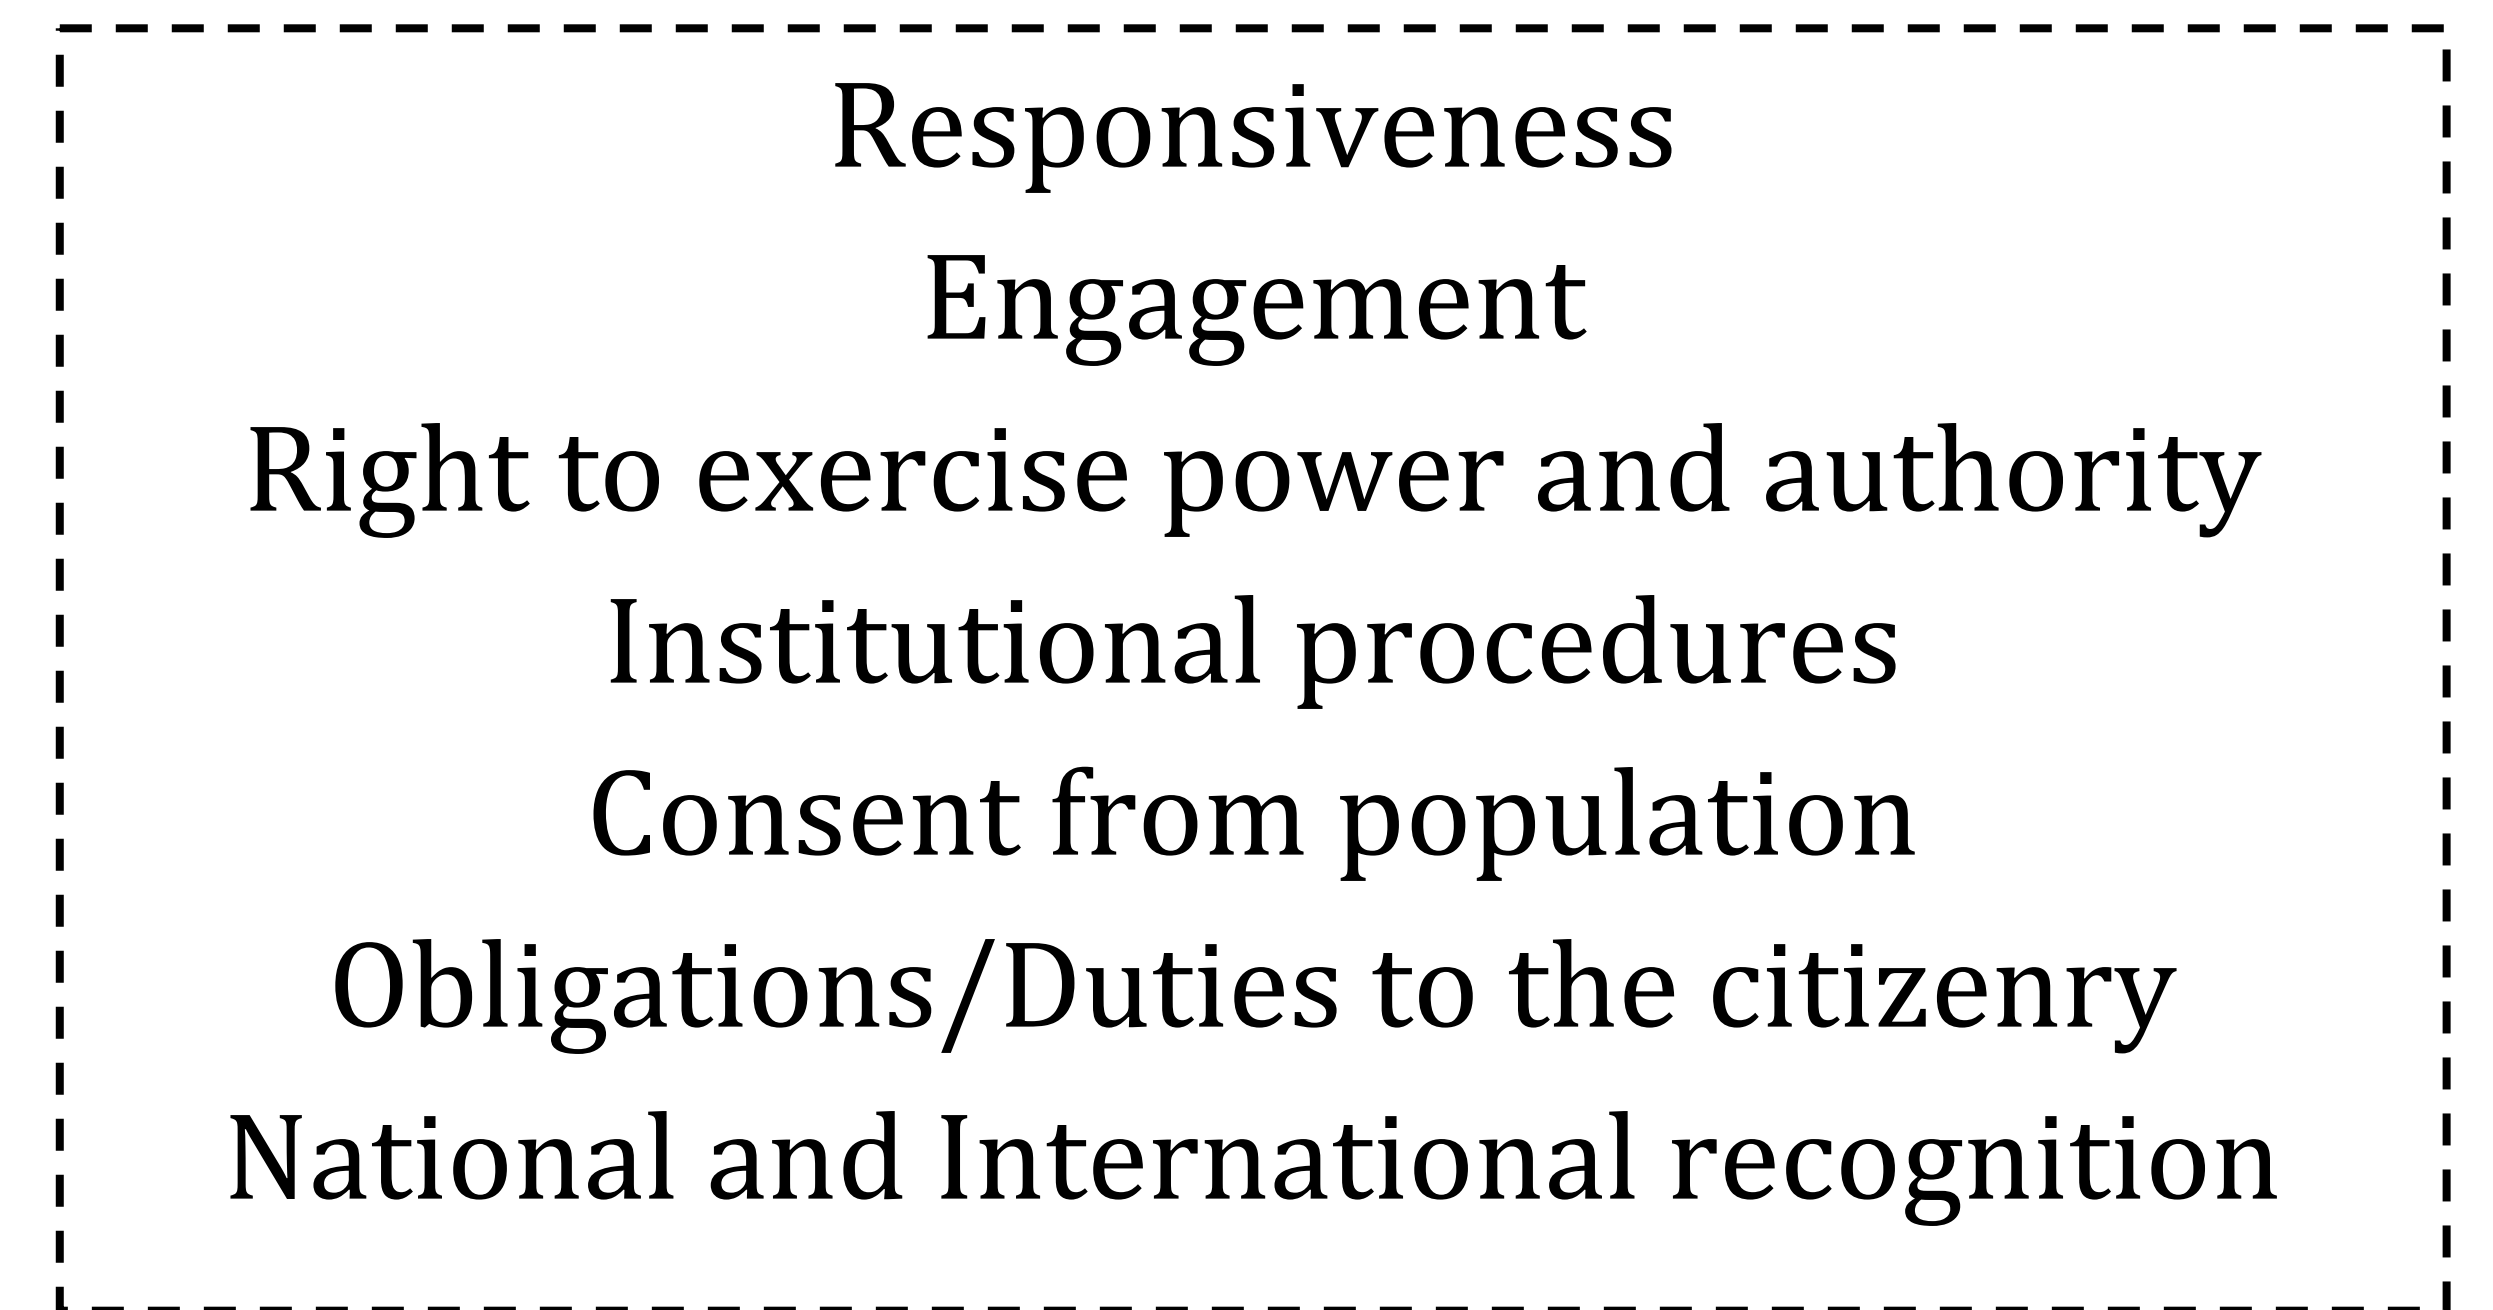 Responsiveness
Engagement
Right to exercise power and authority
Institutional procedures
Consent from population
Obligations/Duties to the citizenry
National and International recognition